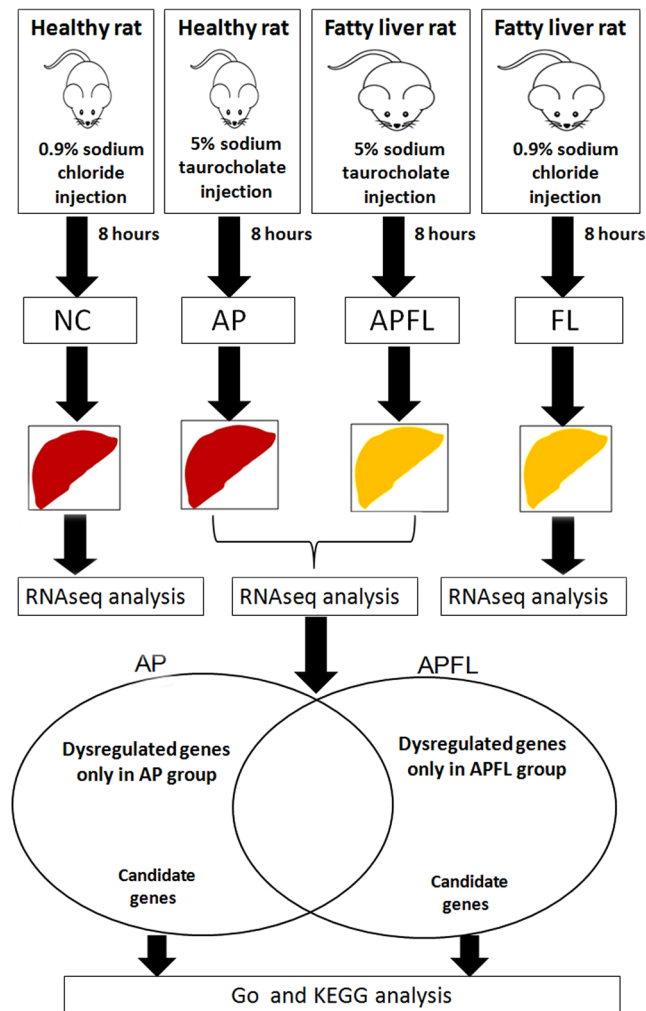 Healthy rat
0.9% sodium
chloride
injection
Healthy rat
5% sodium
taurocholate
injection
Fatty liver rat
5% sodium
taurocholate
injection
Fatty liver rat
0.9% sodium
chloride
injection
8 hours
8 hours
8 hours
8 hours
NC
AP
APFL
FL
RNAseq analysis
RNAseq analysis
RNAseq analysis
AP
APFL
Dysregulated genes
only in AP group
Dysregulated genes
only in APFL group
Candidate
genes
Candidate
genes
Go and KEGG analysis